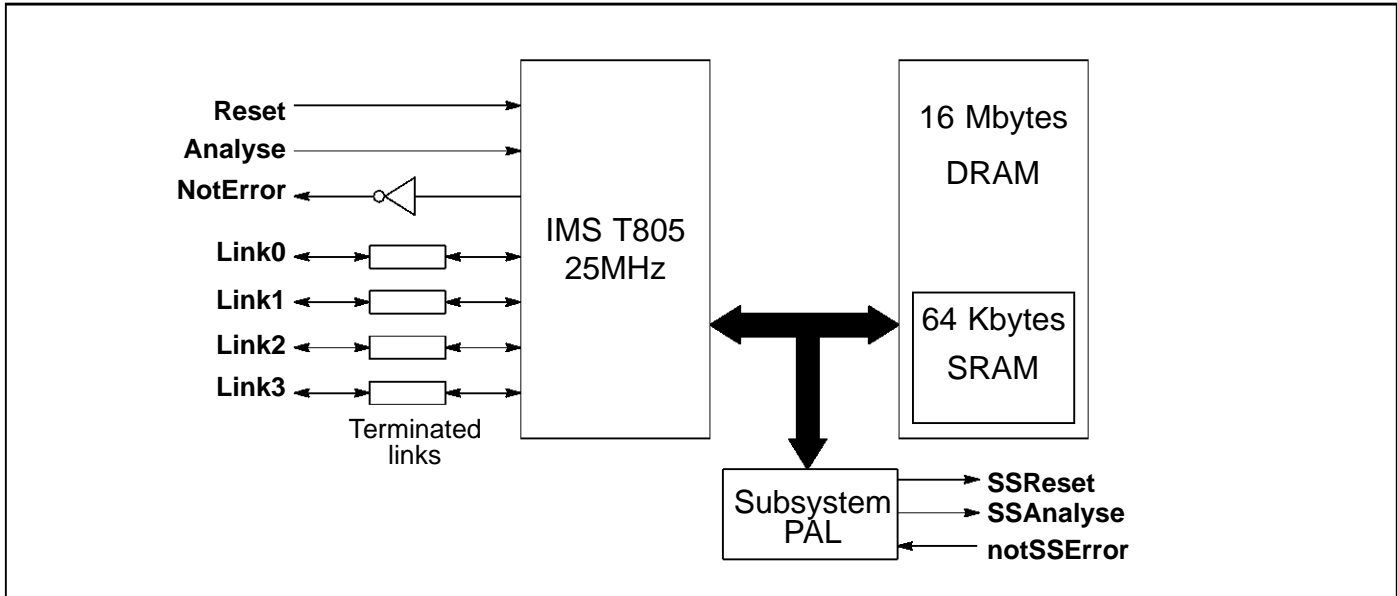 Reset
Analyse
NotError
Link0
Link1
Link2
Link3
Terminated
links
IMS T805
25MHz
16 Mbytes
DRAM
64 Kbytes
SRAM
Subsystem
PAL
SSReset
SSAnalyse
notSSError